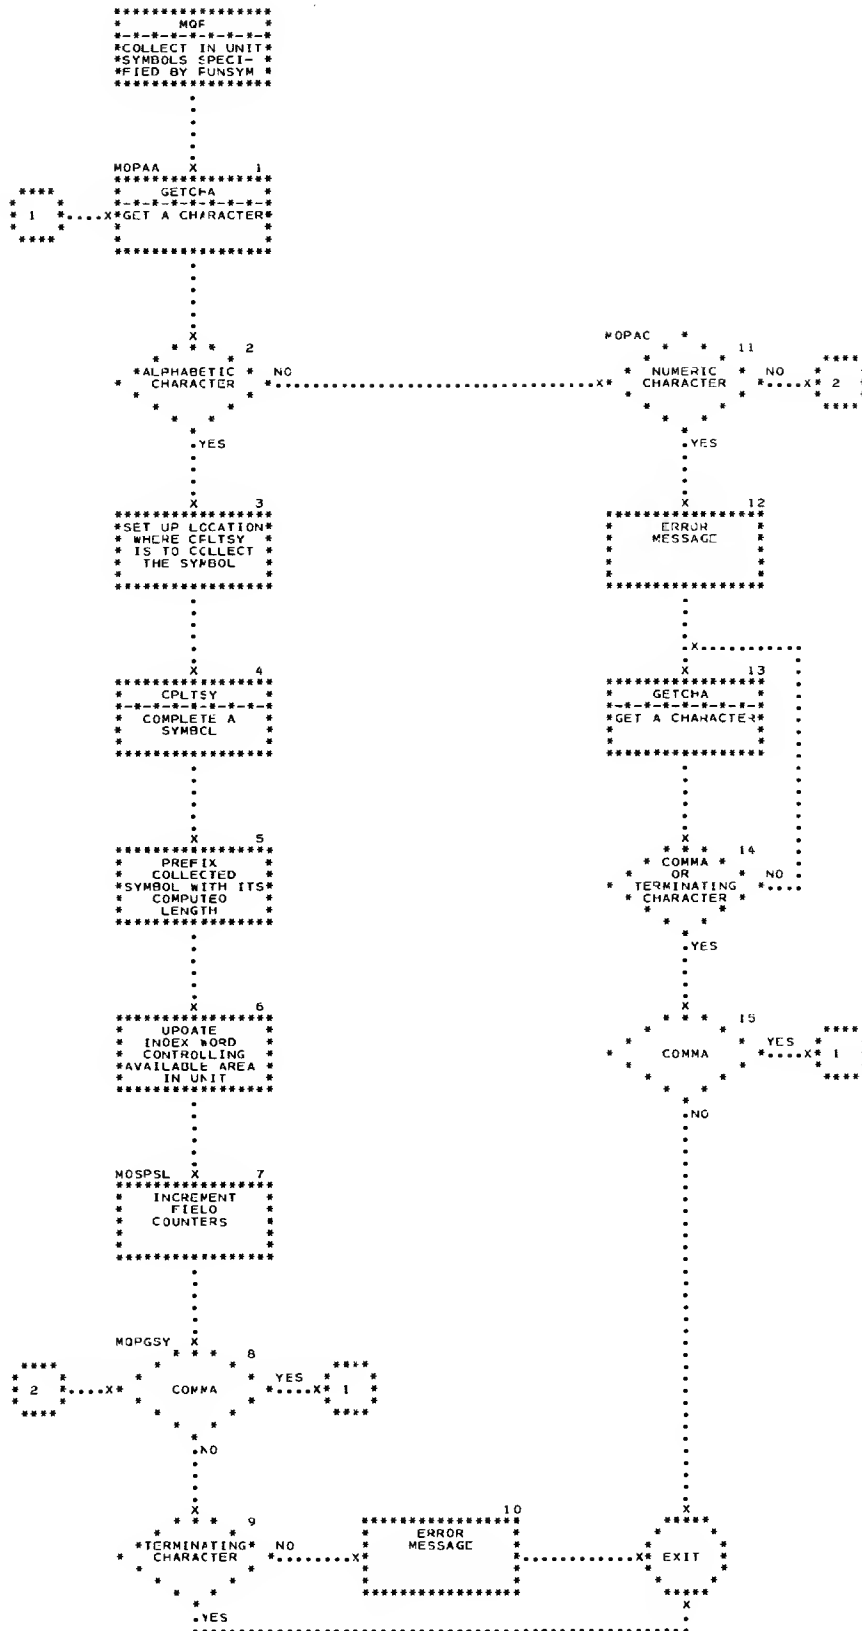 MQF
COLLECT IN UNIT
SYMBOLS SPECI-
FIED BY FUNSYM
MOPAA 1
GETCHA
GET A CHARACTER
1
2
ALPHABETIC
CHARACTER
NO
YES
MOPAC
11
NUMERIC
CHARACTER
NO
2
YES
3
SET UP LOCATION
WHERE CPLTSY
IS TO COLLECT
THE SYMBOL
12
ERROR
MESSAGE
4
CPLTSY
COMPLETE A
SYMBOL
13
GETCHA
GET A CHARACTER
5
PREFIX
COLLECTED
SYMBOL WITH ITS
COMPUTED
LENGTH
14
COMMA
OR
TERMINATING
CHARACTER
NO
YES
6
UPDATE
INDEX WORD
CONTROLLING
AVAILABLE AREA
IN UNIT
15
COMMA
YES
1
NO
MOSPSL 7
INCREMENT
FIELD
COUNTERS
MQPGSY
8
2
COMMA
YES
1
NO
9
TERMINATING
CHARACTER
NO
10
ERROR
MESSAGE
EXIT
YES